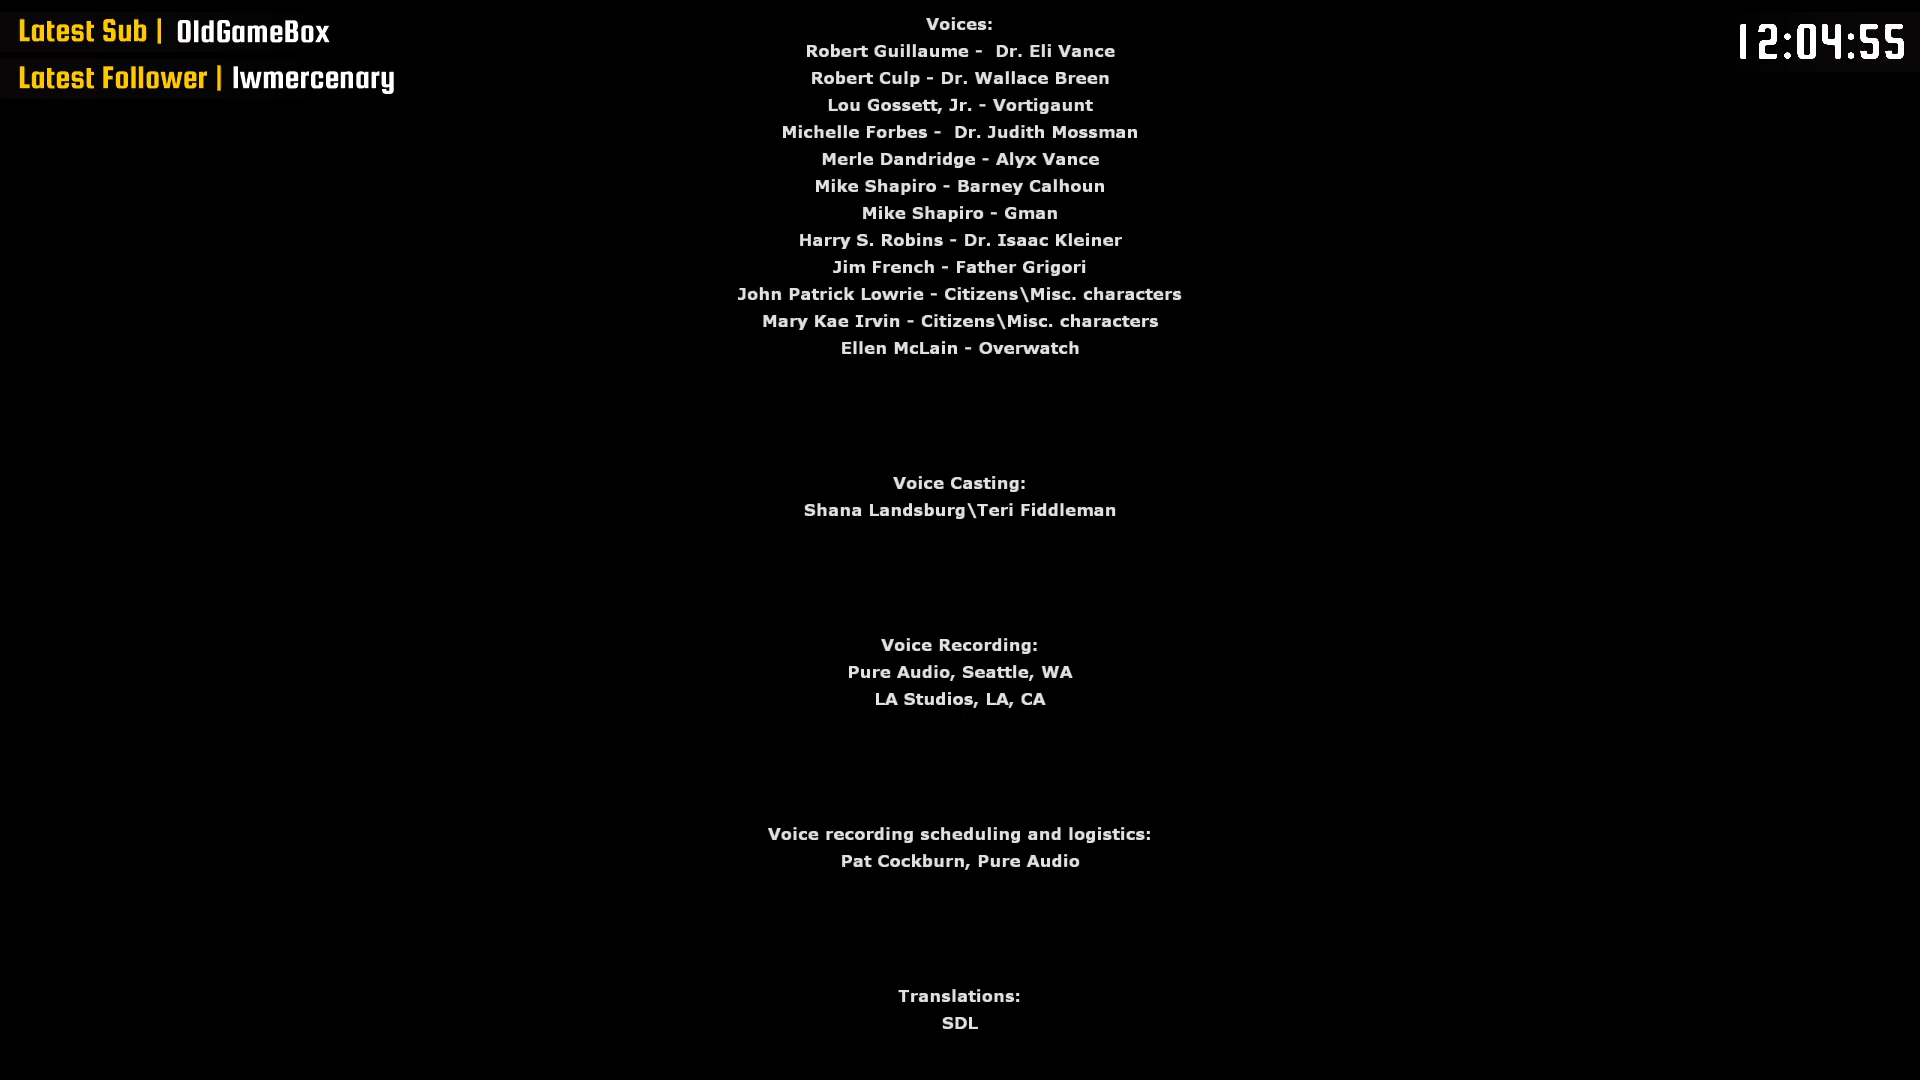 Latest Sub | OldGameBox
Latest Follower | lwmercenary
12:04:55
Voices:
Robert Guillaume -  Dr. Eli Vance
Robert Culp - Dr. Wallace Breen
Lou Gossett, Jr. - Vortigaunt
Michelle Forbes -  Dr. Judith Mossman
Merle Dandridge - Alyx Vance
Mike Shapiro - Barney Calhoun
Mike Shapiro - Gman
Harry S. Robins - Dr. Isaac Kleiner
Jim French - Father Grigori
John Patrick Lowrie - Citizens\Misc. characters
Mary Kae Irvin - Citizens\Misc. characters
Ellen McLain - Overwatch
Voice Casting:
Shana Landsburg\Teri Fiddleman
Voice Recording:
Pure Audio, Seattle, WA
LA Studios, LA, CA
Voice recording scheduling and logistics:
Pat Cockburn, Pure Audio
Translations:
SDL